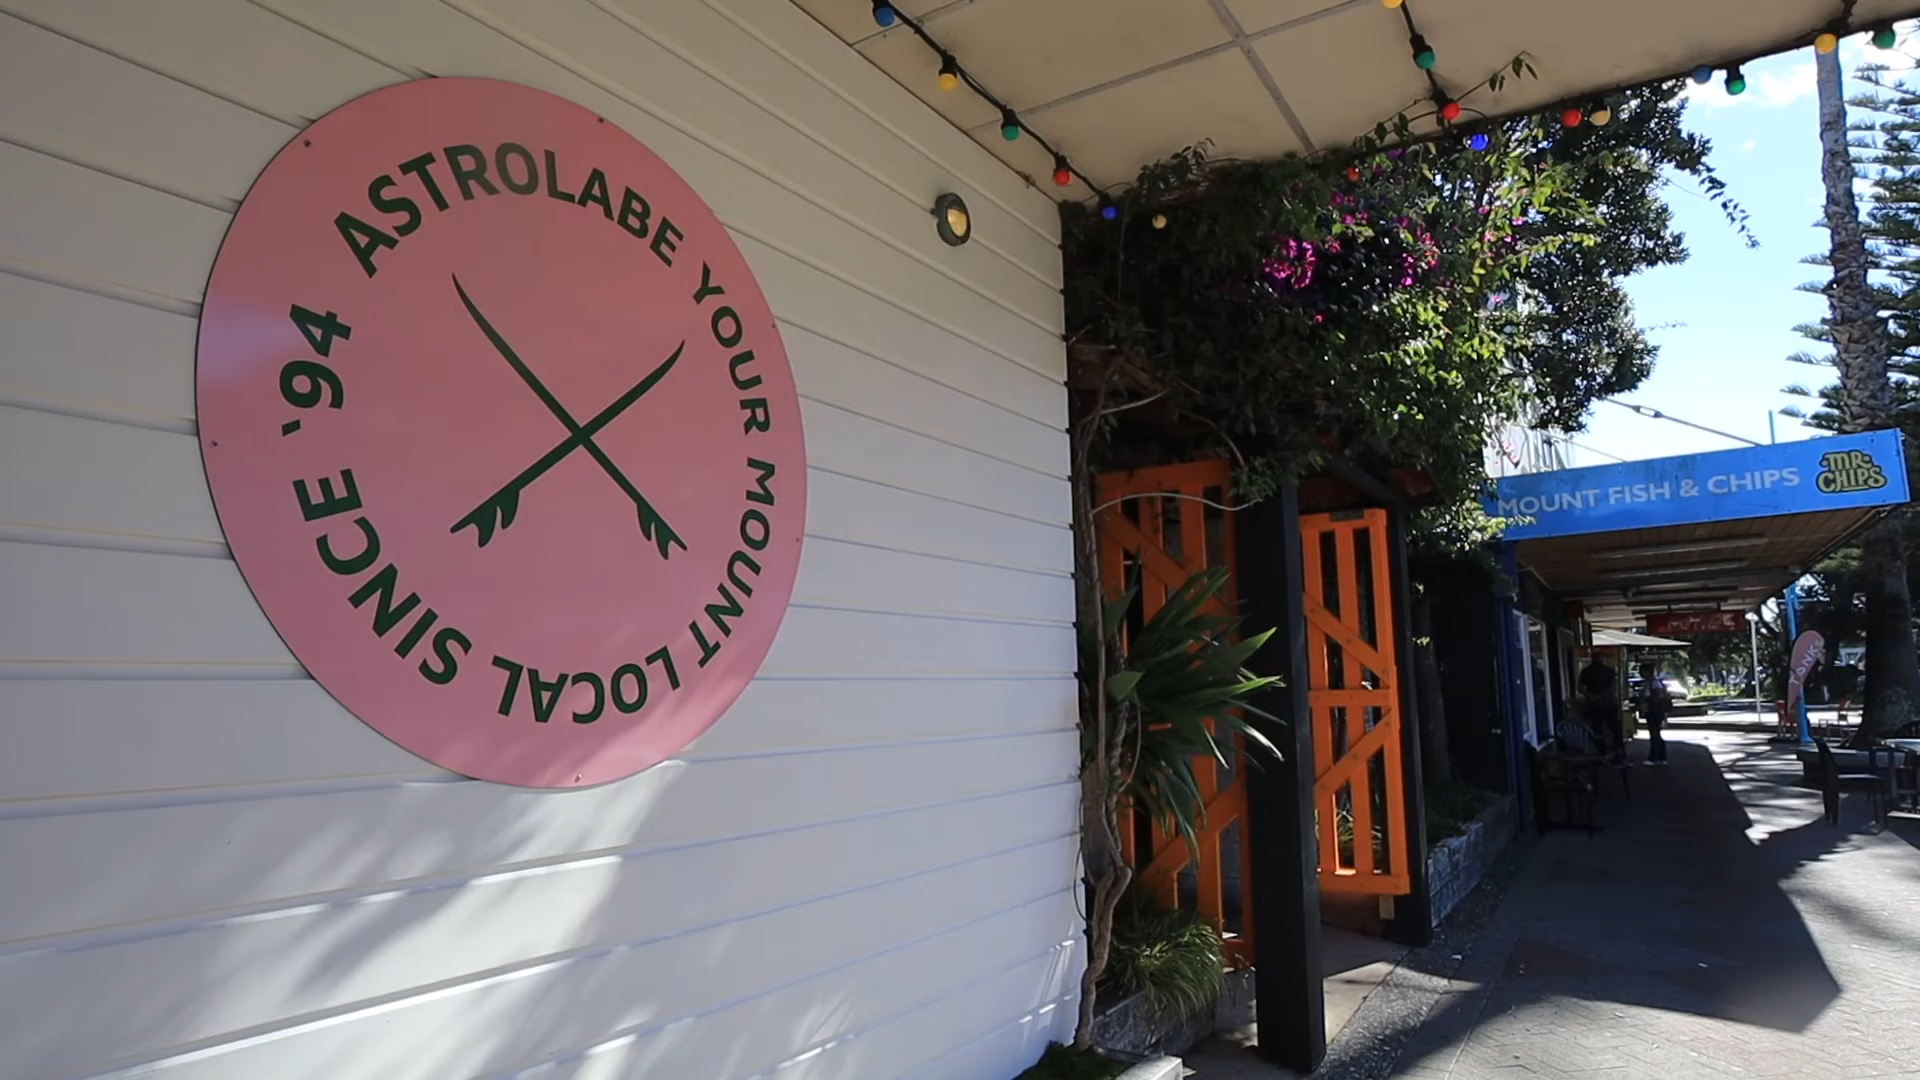 ASTROLABE YOUR MOUNT LOCAL SINCE '94
MOUNT FISH & CHIPS
MR. CHIPS